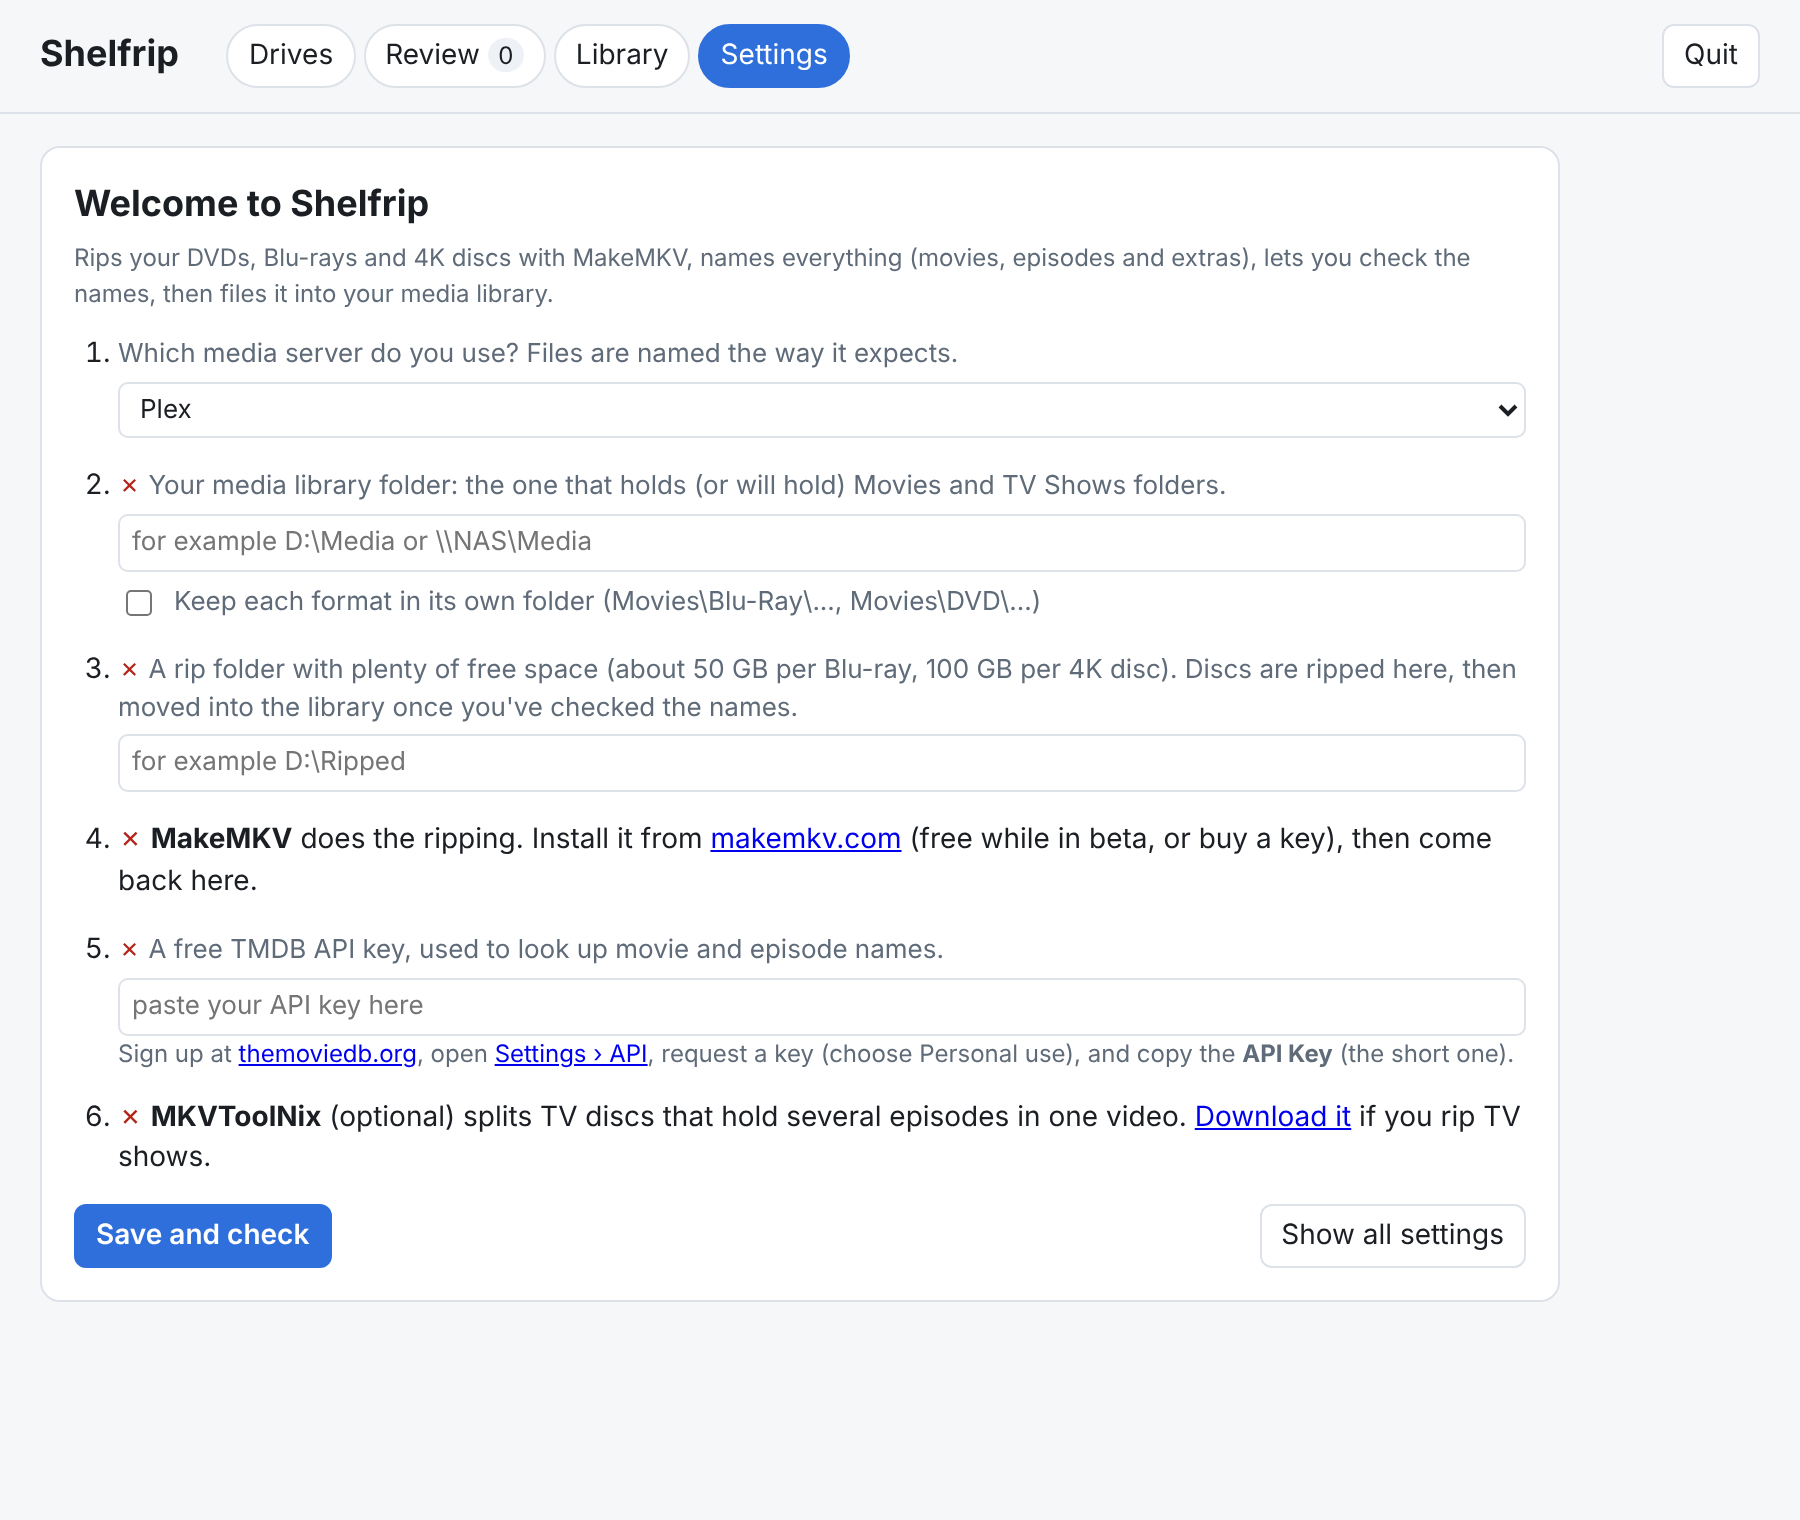 Shelfrip
Drives
Review 0
Library
Settings
Quit
Welcome to Shelfrip
Rips your DVDs, Blu-rays and 4K discs with MakeMKV, names everything (movies, episodes and extras), lets you check the
names, then files it into your media library.
1. Which media server do you use? Files are named the way it expects.
Plex
2. × Your media library folder: the one that holds (or will hold) Movies and TV Shows folders.
for example D:\Media or \\NAS\Media
Keep each format in its own folder (Movies\Blu-Ray\..., Movies\DVD\...)
3. × A rip folder with plenty of free space (about 50 GB per Blu-ray, 100 GB per 4K disc). Discs are ripped here, then
moved into the library once you've checked the names.
for example D:\Ripped
4. × MakeMKV does the ripping. Install it from makemkv.com (free while in beta, or buy a key), then come
back here.
5. × A free TMDB API key, used to look up movie and episode names.
paste your API key here
Sign up at themoviedb.org, open Settings › API, request a key (choose Personal use), and copy the API Key (the short one).
6. × MKVToolNix (optional) splits TV discs that hold several episodes in one video. Download it if you rip TV
shows.
Save and check
Show all settings